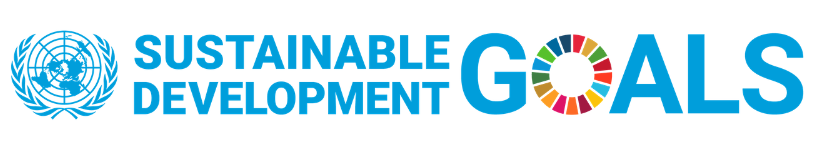 SUSTAINABLE
DEVELOPMENT
GOALS